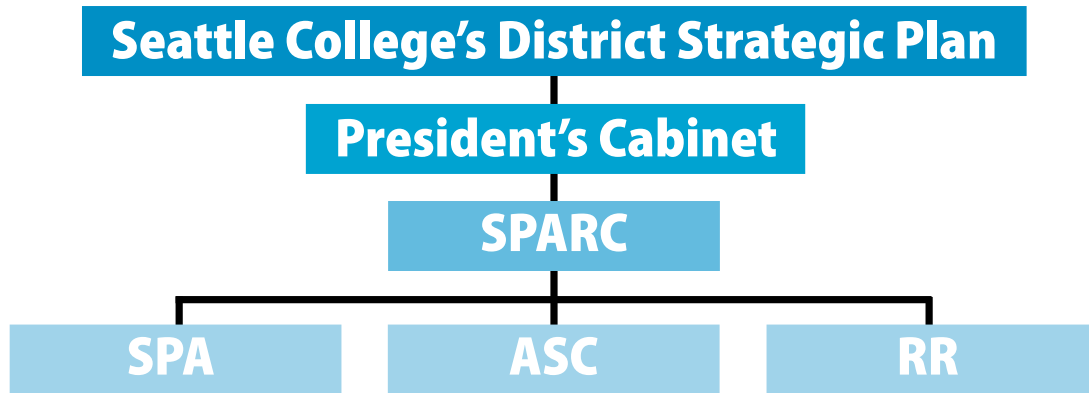 Seattle College’s District Strategic Plan
President’s Cabinet
SPARC
SPA
ASC
RR